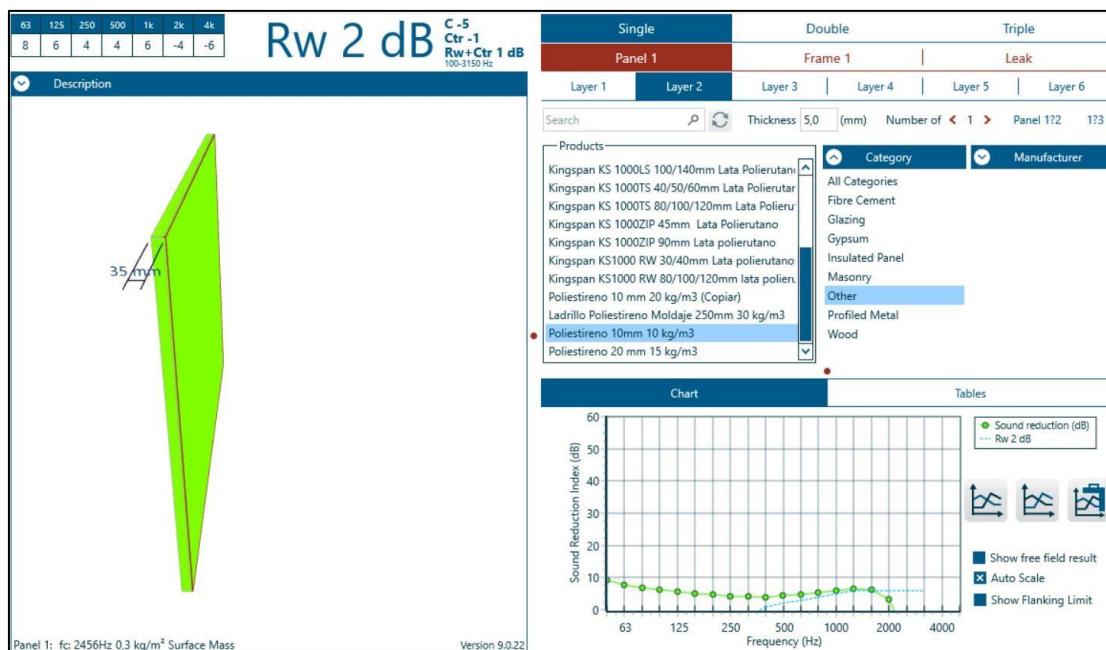 63 125 250 500 1k 2k 4k
8 6 4 4 6 -4 -6
Rw 2 dB
C -5
Ctr -1
Rw+Ctr 1 dB
100-3150 Hz
Description
35 mm
Panel 1: fc: 2456Hz 0,3 kg/m² Surface Mass
Version 9.0.22
Single Double Triple
Panel 1 Frame 1 Leak
Layer 1 Layer 2 Layer 3 Layer 4 Layer 5 Layer 6
Search Thickness 5,0 (mm) Number of < 1 > Panel 1?2 1?3
Products
Kingspan KS 1000LS 100/140mm Lata Polierutano
Kingspan KS 1000TS 40/50/60mm Lata Polierutar
Kingspan KS 1000TS 80/100/120mm Lata Polieru
Kingspan KS 1000ZIP 45mm Lata Polierutano
Kingspan KS 1000ZIP 90mm Lata polierutano
Kingspan KS1000 RW 30/40mm Lata polierutano
Kingspan KS1000 RW 80/100/120mm lata polieru
Poliestireno 10 mm 20 kg/m3 (Copiar)
Ladrillo Poliestireno Moldaje 250mm 30 kg/m3
Poliestireno 10mm 10 kg/m3
Poliestireno 20 mm 15 kg/m3
Category
All Categories
Fibre Cement
Glazing
Gypsum
Insulated Panel
Masonry
Other
Profiled Metal
Wood
Manufacturer
Chart Tables
Sound Reduction Index (dB)
60
50
40
30
20
10
0
63 125 250 500 1000 2000 4000
Frequency (Hz)
Sound reduction (dB)
Rw 2 dB
Show free field result
Auto Scale
Show Flanking Limit